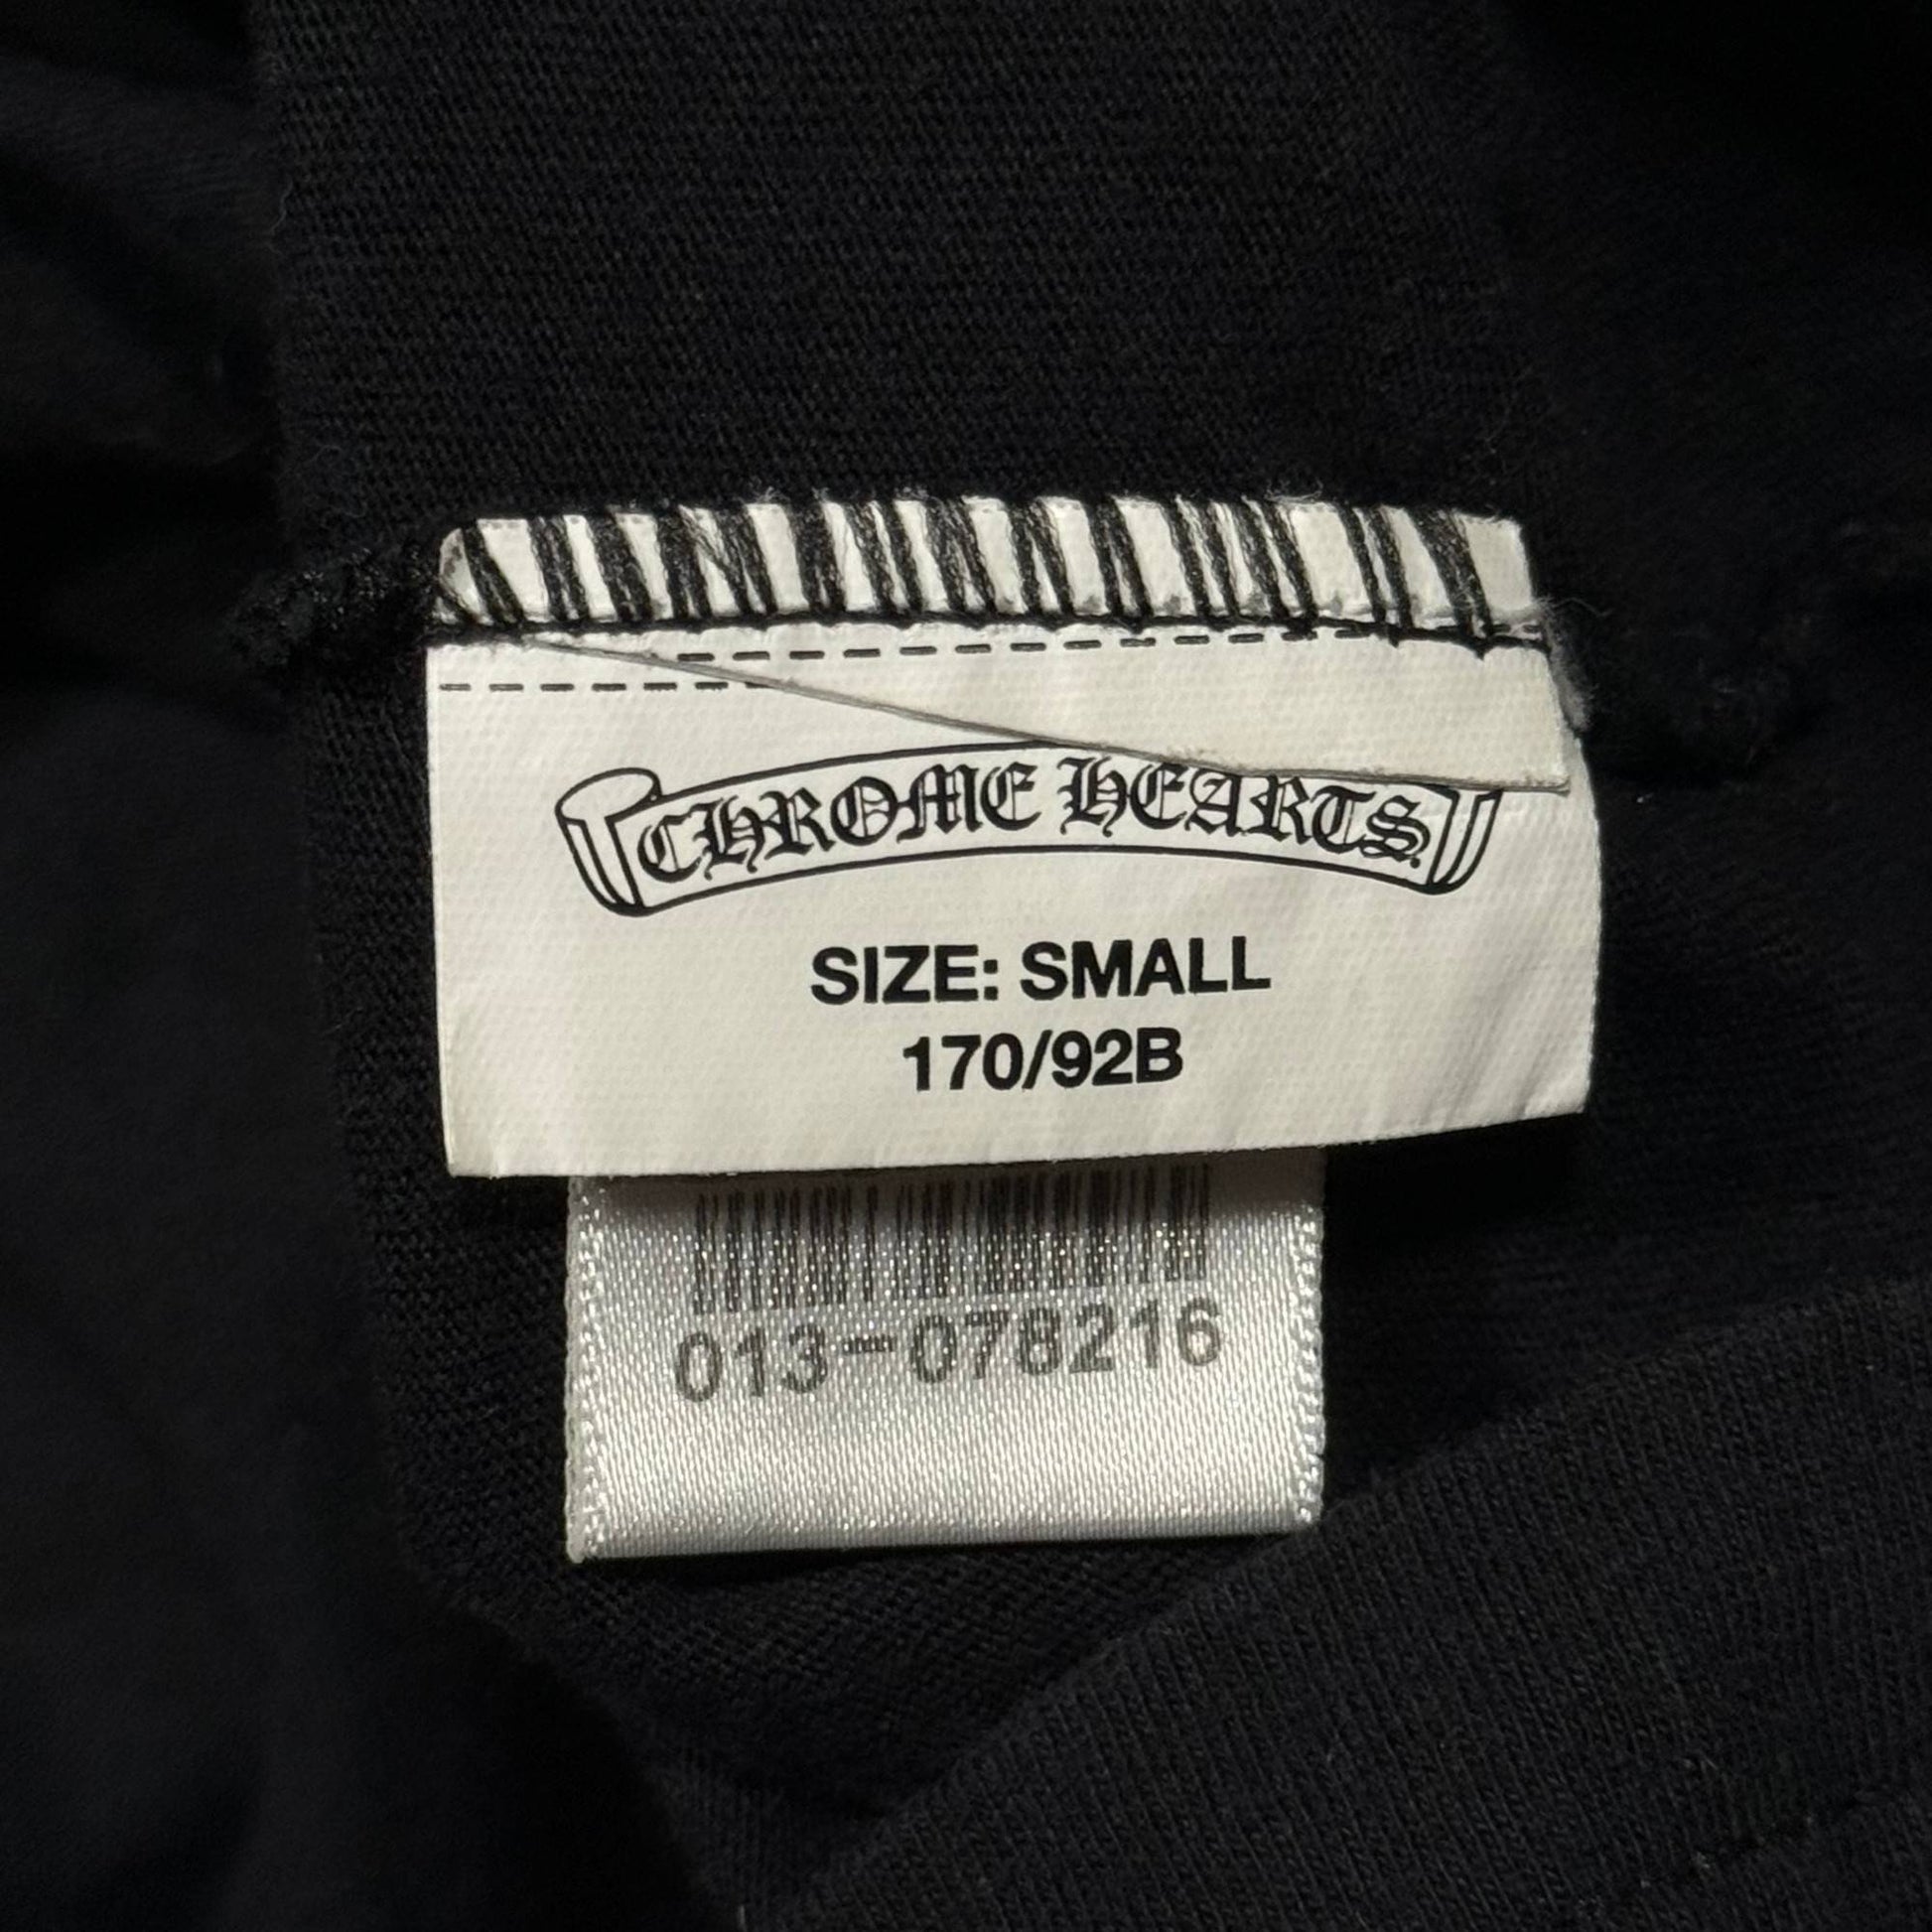 CHROME HEARTS
SIZE: SMALL
170/92B
013-078216